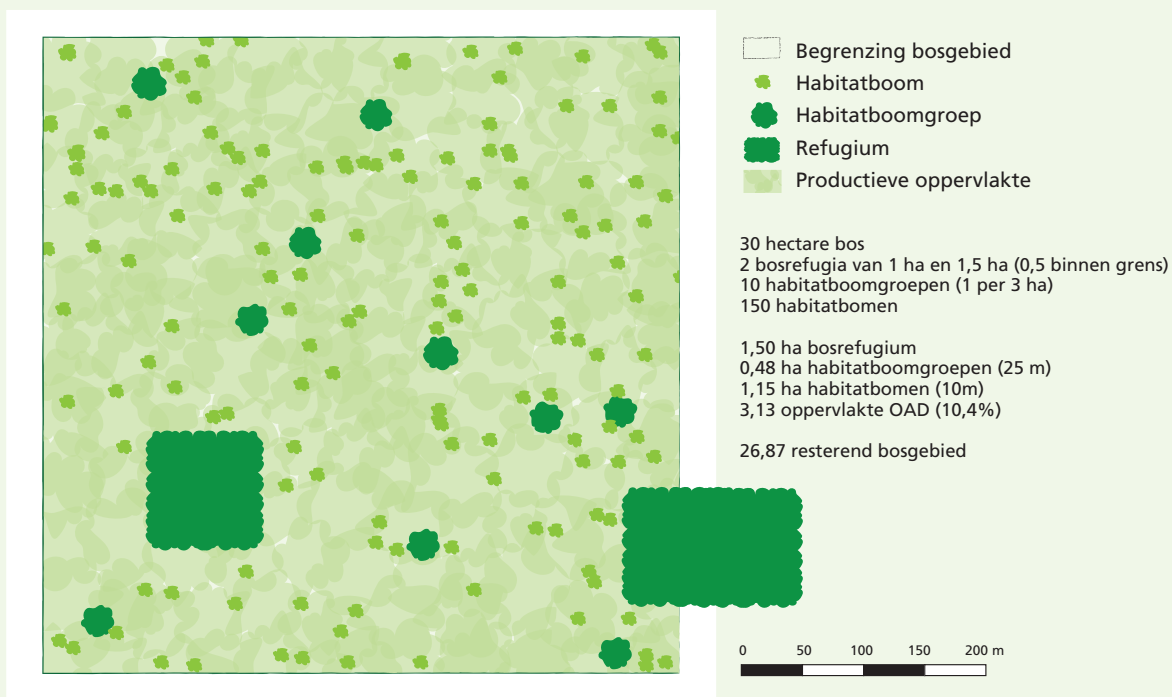 Begrenzing bosgebied
Habitatboom
Habitatboomgroep
Refugium
Productieve oppervlakte
30 hectare bos
2 bosrefugia van 1 ha en 1,5 ha (0,5 binnen grens)
10 habitatboomgroepen (1 per 3 ha)
150 habitatbomen
1,50 ha bosrefugium
0,48 ha habitatboomgroepen (25 m)
1,15 ha habitatbomen (10m)
3,13 oppervlakte OAD (10,4%)
26,87 resterend bosgebied
0 50 100 150 200 m